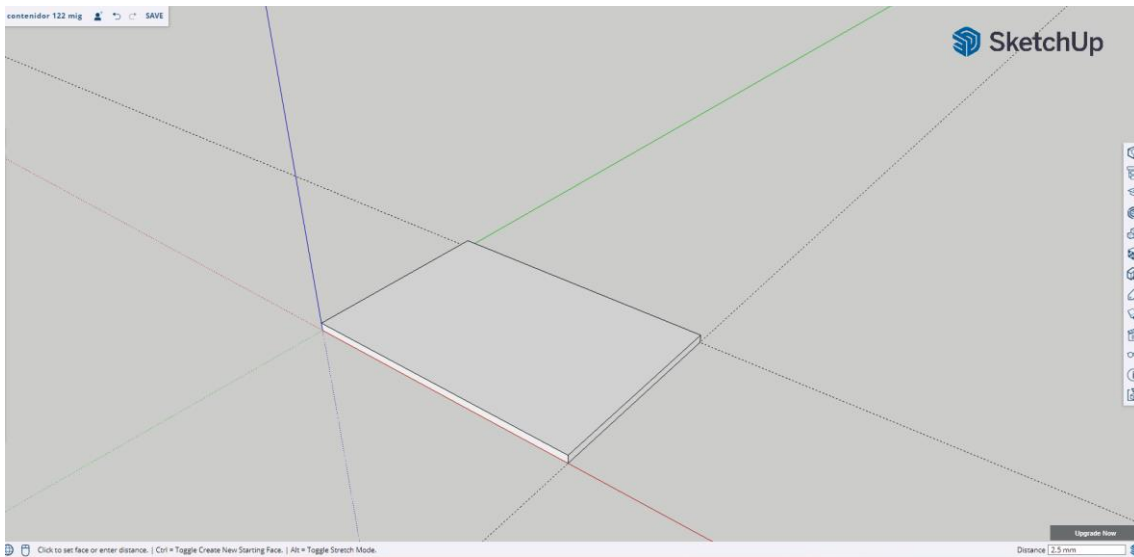 contenidor 122 mig SAVE
SketchUp
Upgrade Now
Click to set face or enter distance. | Ctrl = Toggle Create New Starting Face. | Alt = Toggle Stretch Mode. Distance 2.5 mm